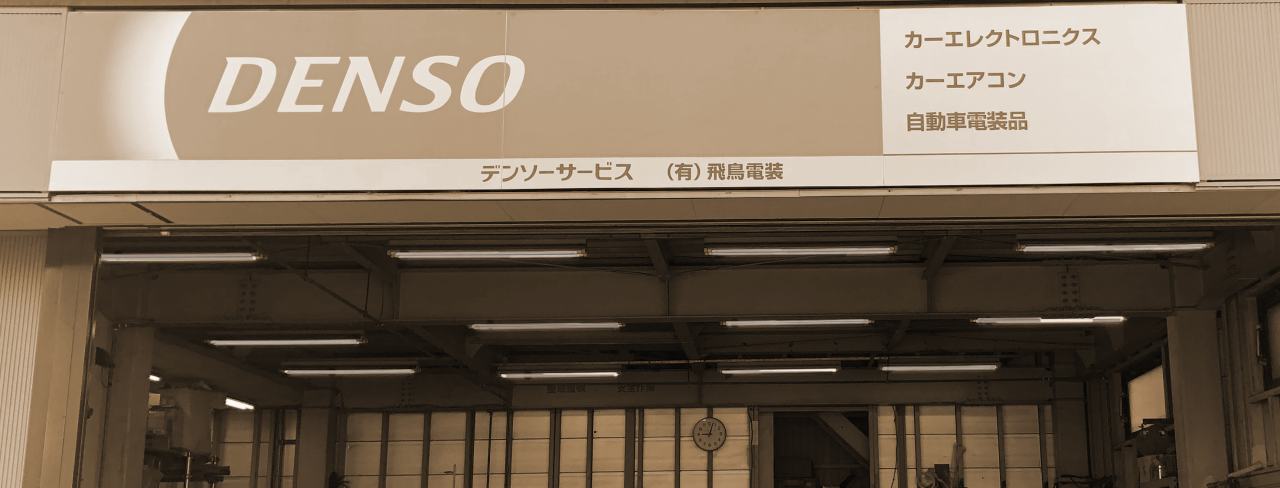 DENSO
カーエレクトロニクス
カーエアコン
自動車電装品
デンソーサービス (有)飛鳥電装